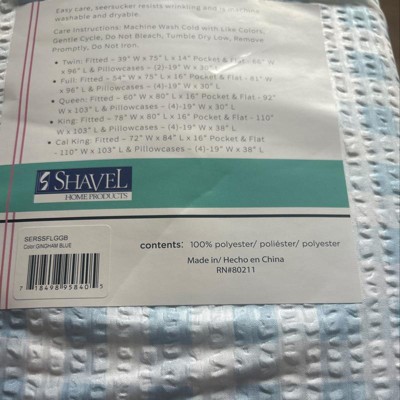 Easy care, seersucker resists wrinkling and is machine
washable and dryable.
Care Instructions: Machine Wash Cold with Like Colors,
Gentle Cycle, Do Not Bleach, Tumble Dry Low, Remove
Promptly, Do Not Iron.
• Twin: Fitted - 39" W x 75" L x 14" Pocket & Flat - 66" W
x 96" L & Pillowcases - (2)-19" W x 30" L
• Full: Fitted - 54" W x 75" L x 16" Pocket & Flat - 81" W
x 96" L & Pillowcases - (4)-19" W x 30" L
• Queen: Fitted - 60" W x 80" L x 16" Pocket & Flat - 92"
W x 103" L & Pillowcases - (4)-19" W x 30" L
• King: Fitted - 78" W x 80" L x 16" Pocket & Flat - 110"
W x 103" L & Pillowcases - (4)-19" W x 38" L
• Cal King: Fitted - 72" W x 84" L x 16" Pocket & Flat
- 110" W x 103" L & Pillowcases - (4)-19" W x 38" L
S SHAVEL
HOME PRODUCTS
SERSSFLGGB
Color:GINGHAM BLUE
7 18498 95840 5
contents: 100% polyester/ poliéster/ polyester
Made in/ Hecho en China
RN#80211